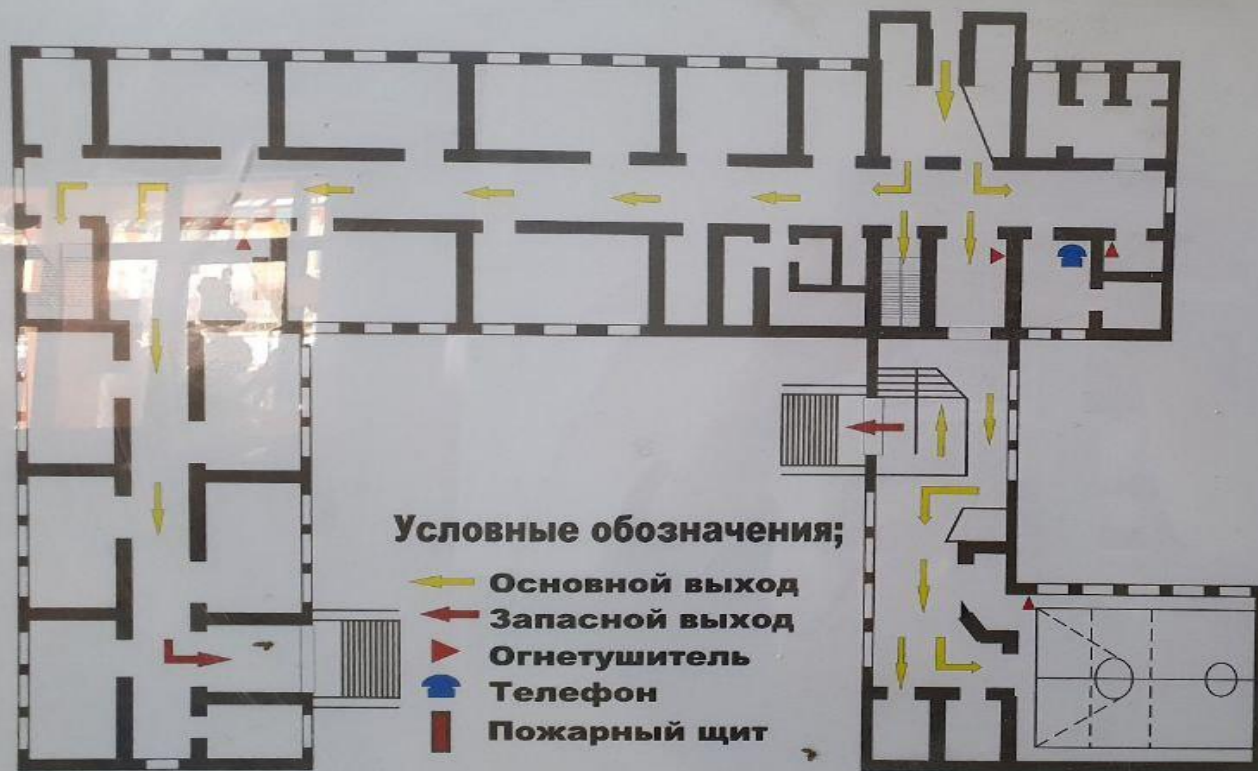 Условные обозначения;
Основной выход
Запасной выход
Огнетушитель
Телефон
Пожарный щит